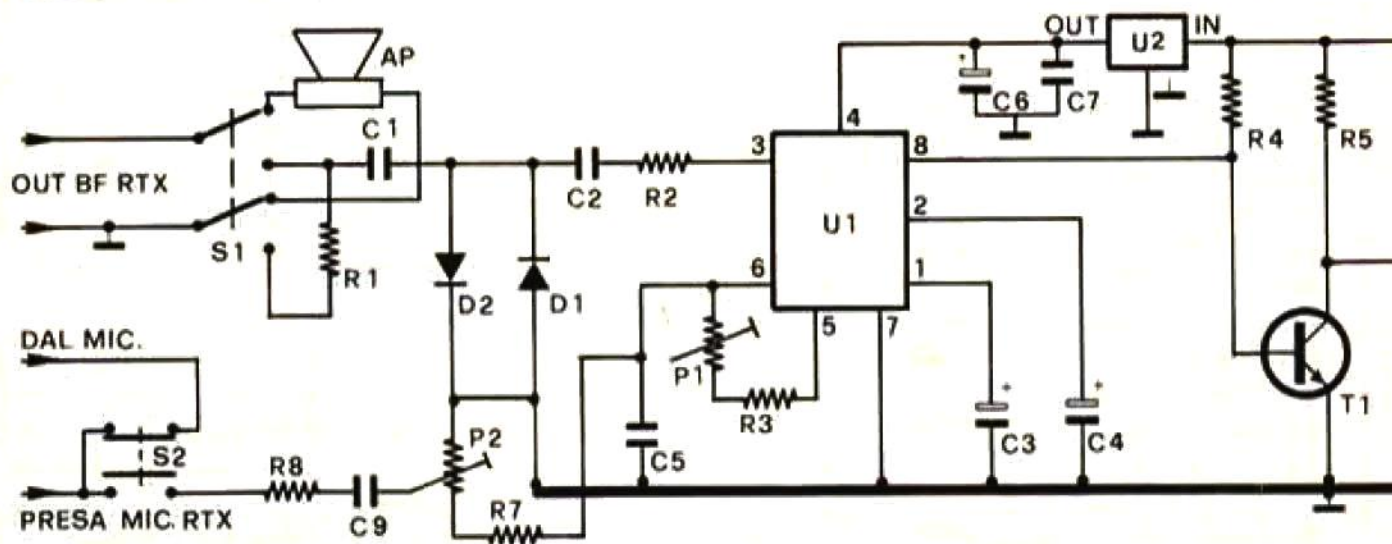 OUT
U2
IN
AP
C6
C7
4
R4
R5
C1
OUT BF RTX
3
8
C2
R2
U1
2
S1
R1
6
1
D2
D1
5
7
DAL MIC.
P1
R3
T1
S2
P2
C5
C3
C4
R8
C9
R7
PRESA MIC. RTX
+
+
+